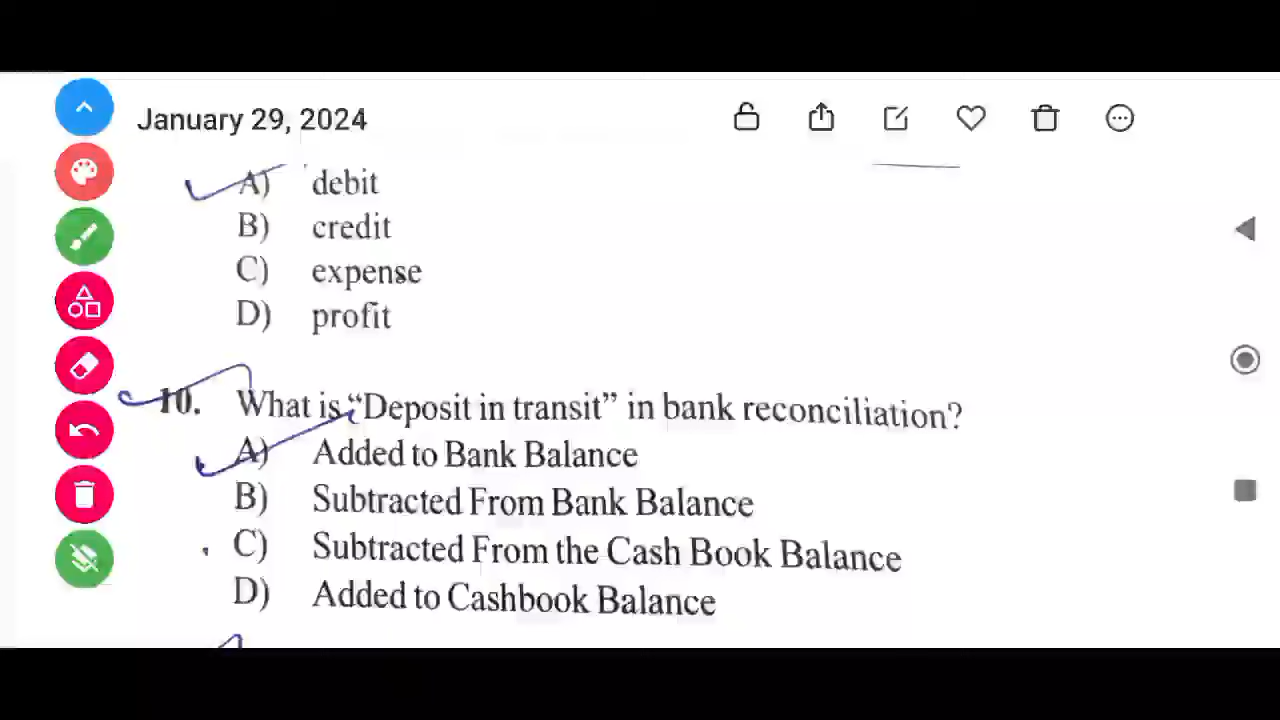 January 29, 2024
A) debit
B) credit
C) expense
D) profit
10. What is “Deposit in transit” in bank reconciliation?
A) Added to Bank Balance
B) Subtracted From Bank Balance
C) Subtracted From the Cash Book Balance
D) Added to Cashbook Balance